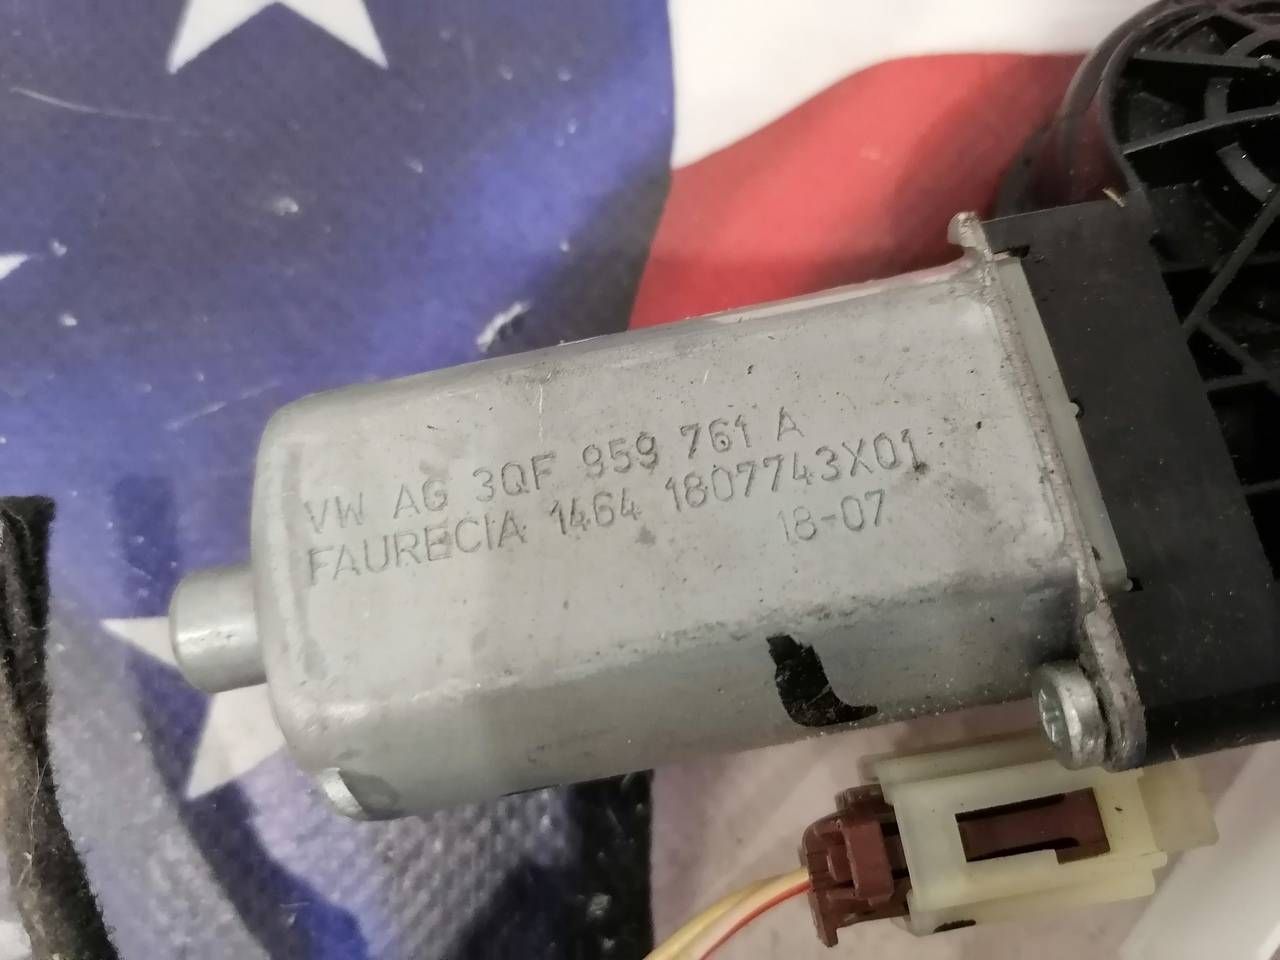 VW AG 3QF 959 761 A
FAURECIA 1464 1807743X01
18-07